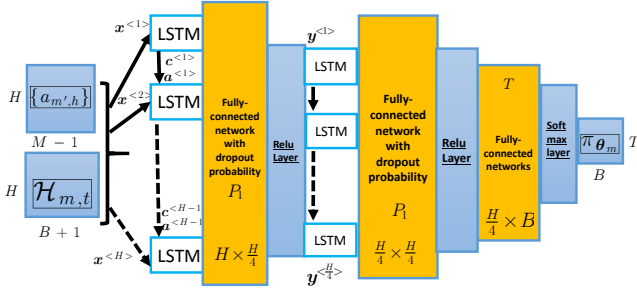 H
{a_{m',h}}
M − 1
H
ℋ_{m,t}
B + 1
x^{<1>}
x^{<2>}
x^{<H>}
LSTM
c^{<1>}
a^{<1>}
LSTM
c^{<H−1}
a^{<H−1}
LSTM
Fully-
connected
network
with
dropout
probability
P_1
H × H/4
Relu
Layer
y^{<1>}
LSTM
LSTM
LSTM
y^{<H/4>}
Fully-
connected
network
with dropout
probability
P_1
H/4 × H/4
Relu
Layer
T
Fully-
connected
networks
H/4 × B
Soft
max
layer
π_{θ_m}
B
T